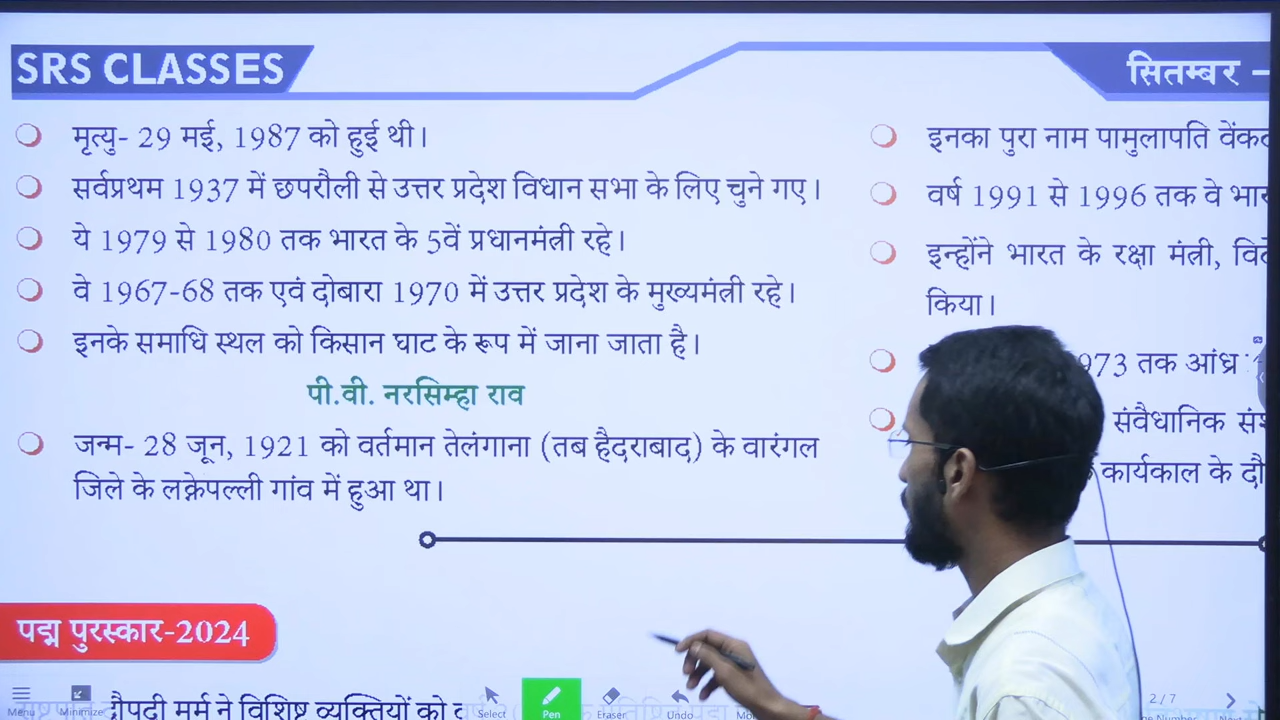 SRS CLASSES
सितम्बर –
मृत्यु- 29 मई, 1987 को हुई थी।
सर्वप्रथम 1937 में छपरौली से उत्तर प्रदेश विधान सभा के लिए चुने गए।
ये 1979 से 1980 तक भारत के 5वें प्रधानमंत्री रहे।
वे 1967-68 तक एवं दोबारा 1970 में उत्तर प्रदेश के मुख्यमंत्री रहे।
इनके समाधि स्थल को किसान घाट के रूप में जाना जाता है।
पी.वी. नरसिम्हा राव
जन्म- 28 जून, 1921 को वर्तमान तेलंगाना (तब हैदराबाद) के वारंगल
जिले के लक्नेपल्ली गांव में हुआ था।
इनका पुरा नाम पामुलापति
वर्ष 1991 से 1996 तक वे
इन्होंने भारत के रक्षा मंत्री,
किया।
973 तक आंध्र
संवैधानिक
कार्यकाल के
पद्म पुरस्कार-2024
द्रौपदी मुर्मू ने विशिष्ट व्यक्तियों को
Menu
Minimize
Select
Pen
Eraser
Undo
2/7